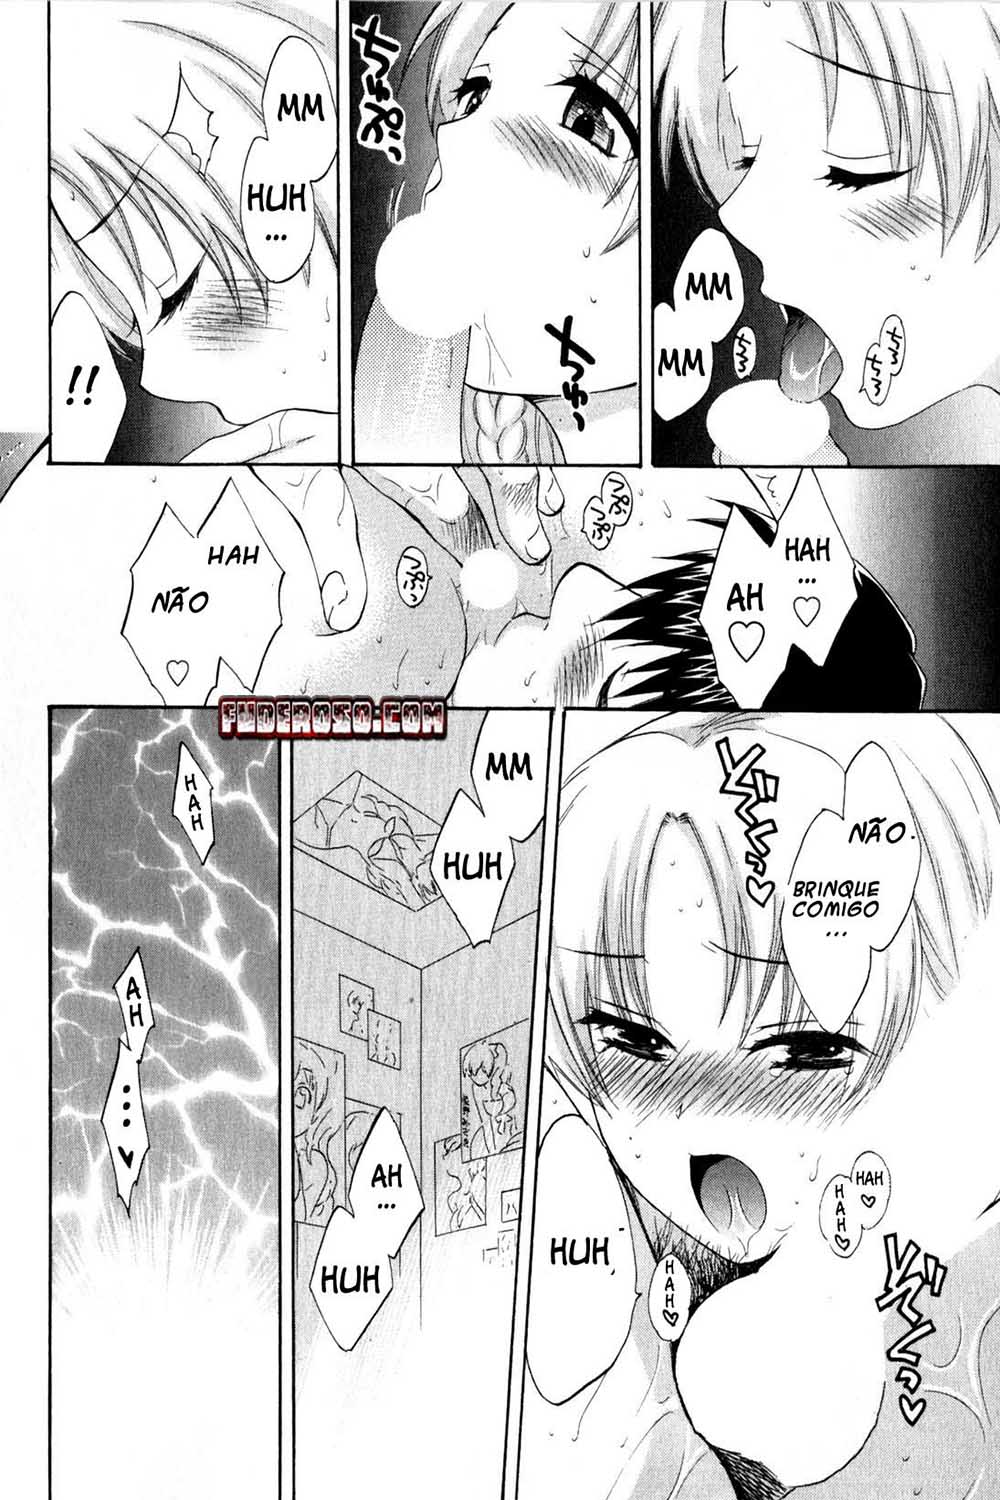 MM
MM
MM
HUH
...
!!
HAH
...
♡
AH
♡
HAH
NÃO
♡
FUDEROSO.COM
NÃO.
BRINQUE
COMIGO
...
HAH
♡
HAH
♡
HAH
♡
HUH
MM
HUH
AH
...
HUH
HAH
AH
...
♥